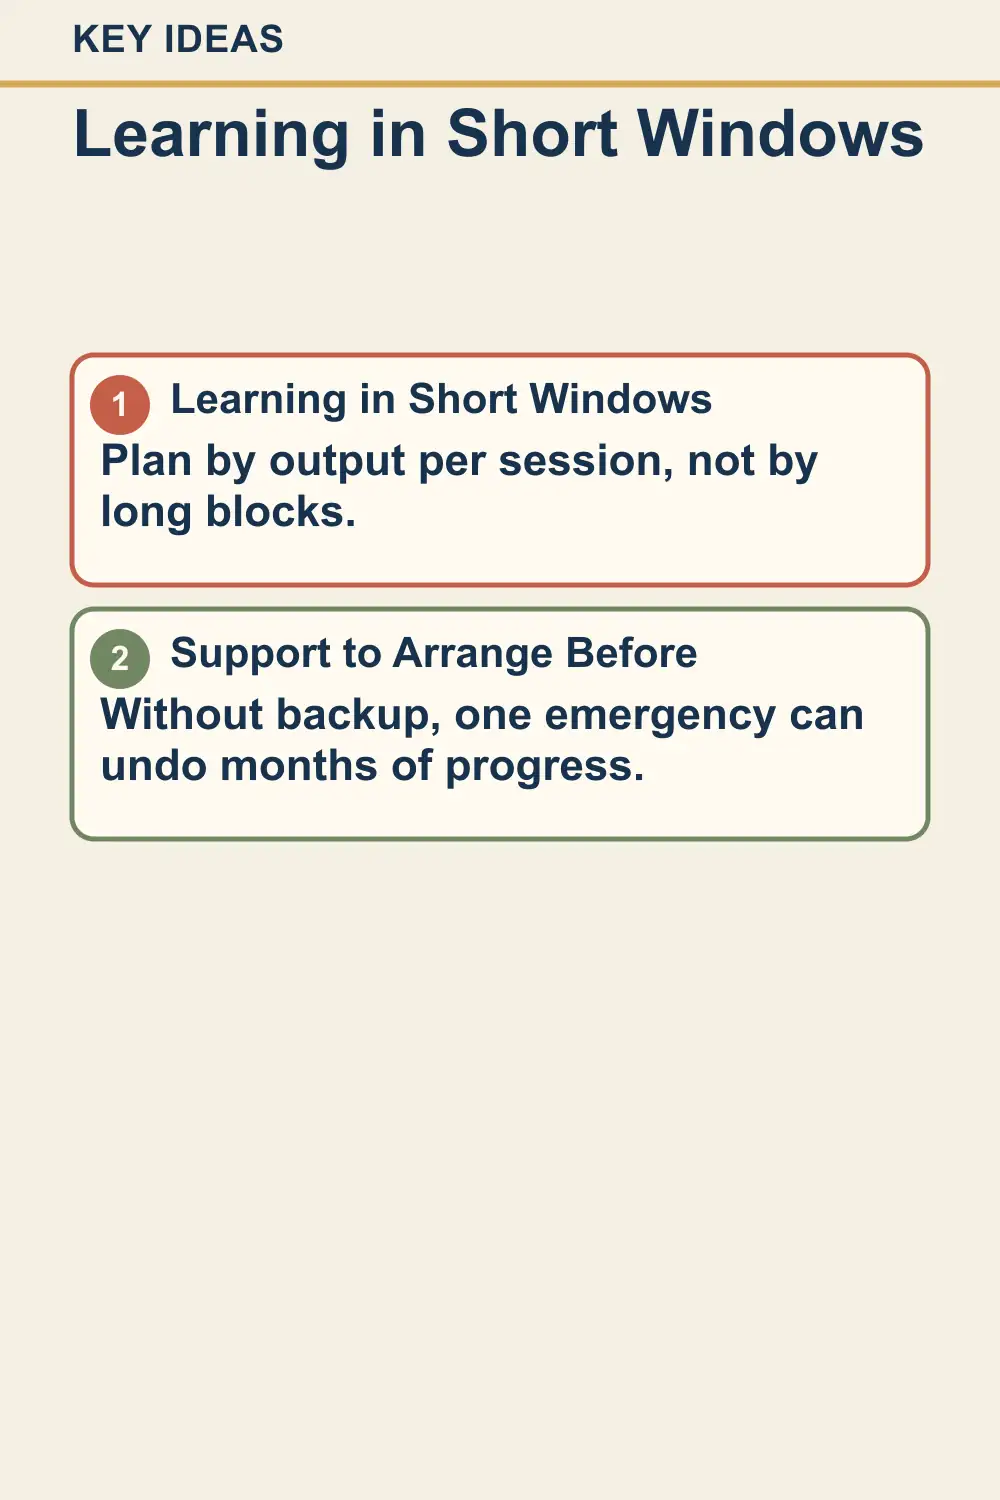 KEY IDEAS
Learning in Short Windows
1 Learning in Short Windows
Plan by output per session, not by
long blocks.
2 Support to Arrange Before
Without backup, one emergency can
undo months of progress.